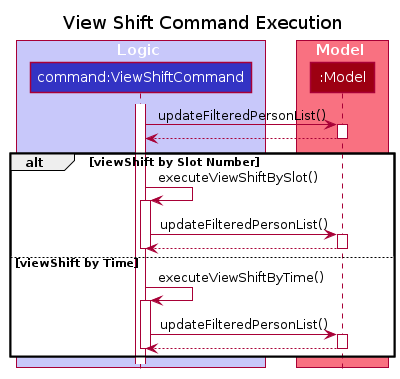 View Shift Command Execution
Logic
Model
command:ViewShiftCommand
:Model
updateFilteredPersonList()
alt
[viewShift by Slot Number]
executeViewShiftBySlot()
updateFilteredPersonList()
[viewShift by Time]
executeViewShiftByTime()
updateFilteredPersonList()